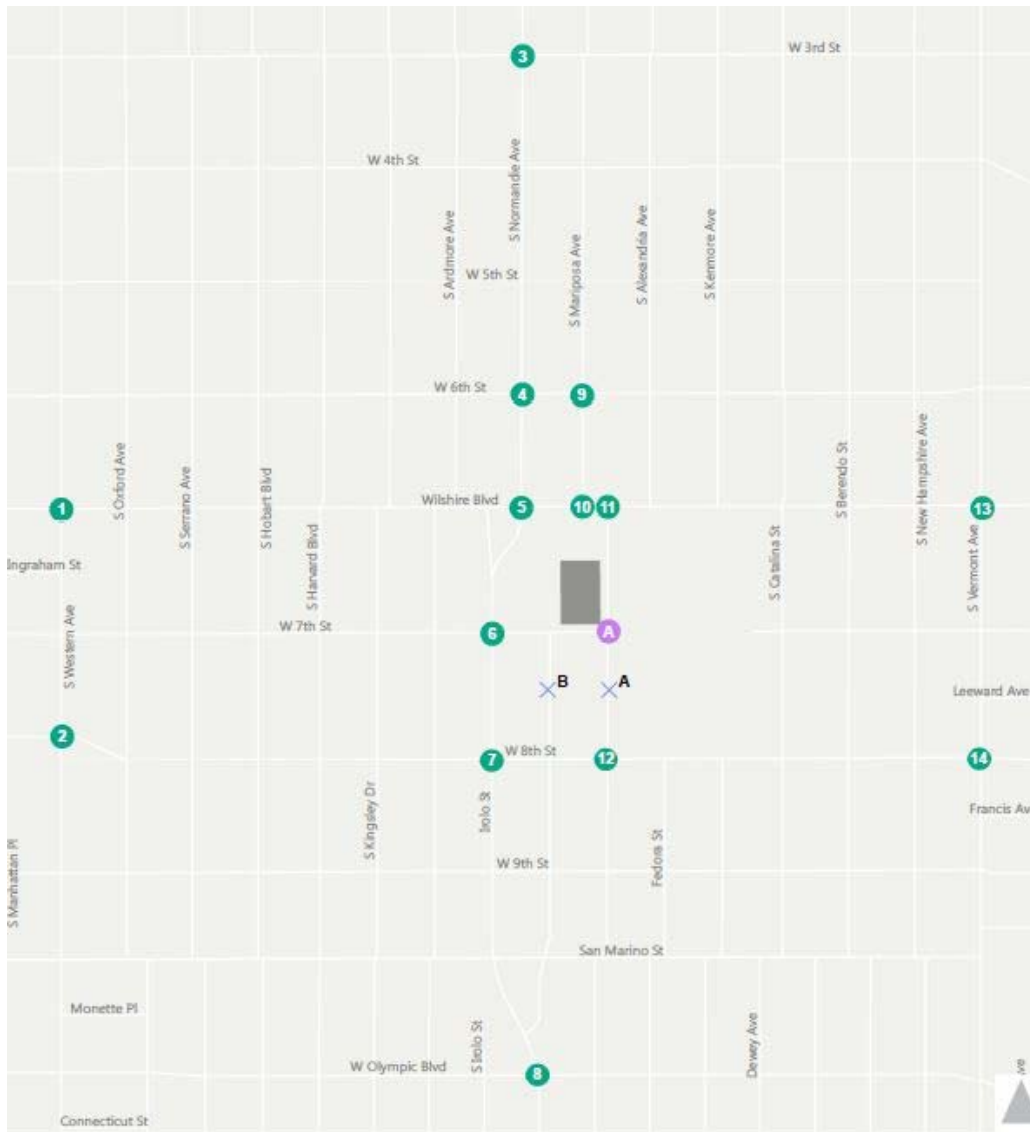 W 3rd St
3
W 4th St
S Normandie Ave
S Ardmore Ave
S Mariposa Ave
S Alexandria Ave
S Kenmore Ave
W 5th St
W 6th St
4
9
S Oxford Ave
S Serrano Ave
S Hobart Blvd
S Harvard Blvd
Wilshire Blvd
1
5
10
11
S Berendo St
S New Hampshire Ave
13
S Catalina St
S Vermont Ave
Ingraham St
S Western Ave
W 7th St
6
A
B
A
Leeward Ave
2
W 8th St
7
12
14
S Kingsley Dr
Irolo St
Fedora St
Francis Av
S Manhattan Pl
W 9th St
San Marino St
Monette Pl
S Irolo St
Dewey Ave
W Olympic Blvd
8
ve
Connecticut St